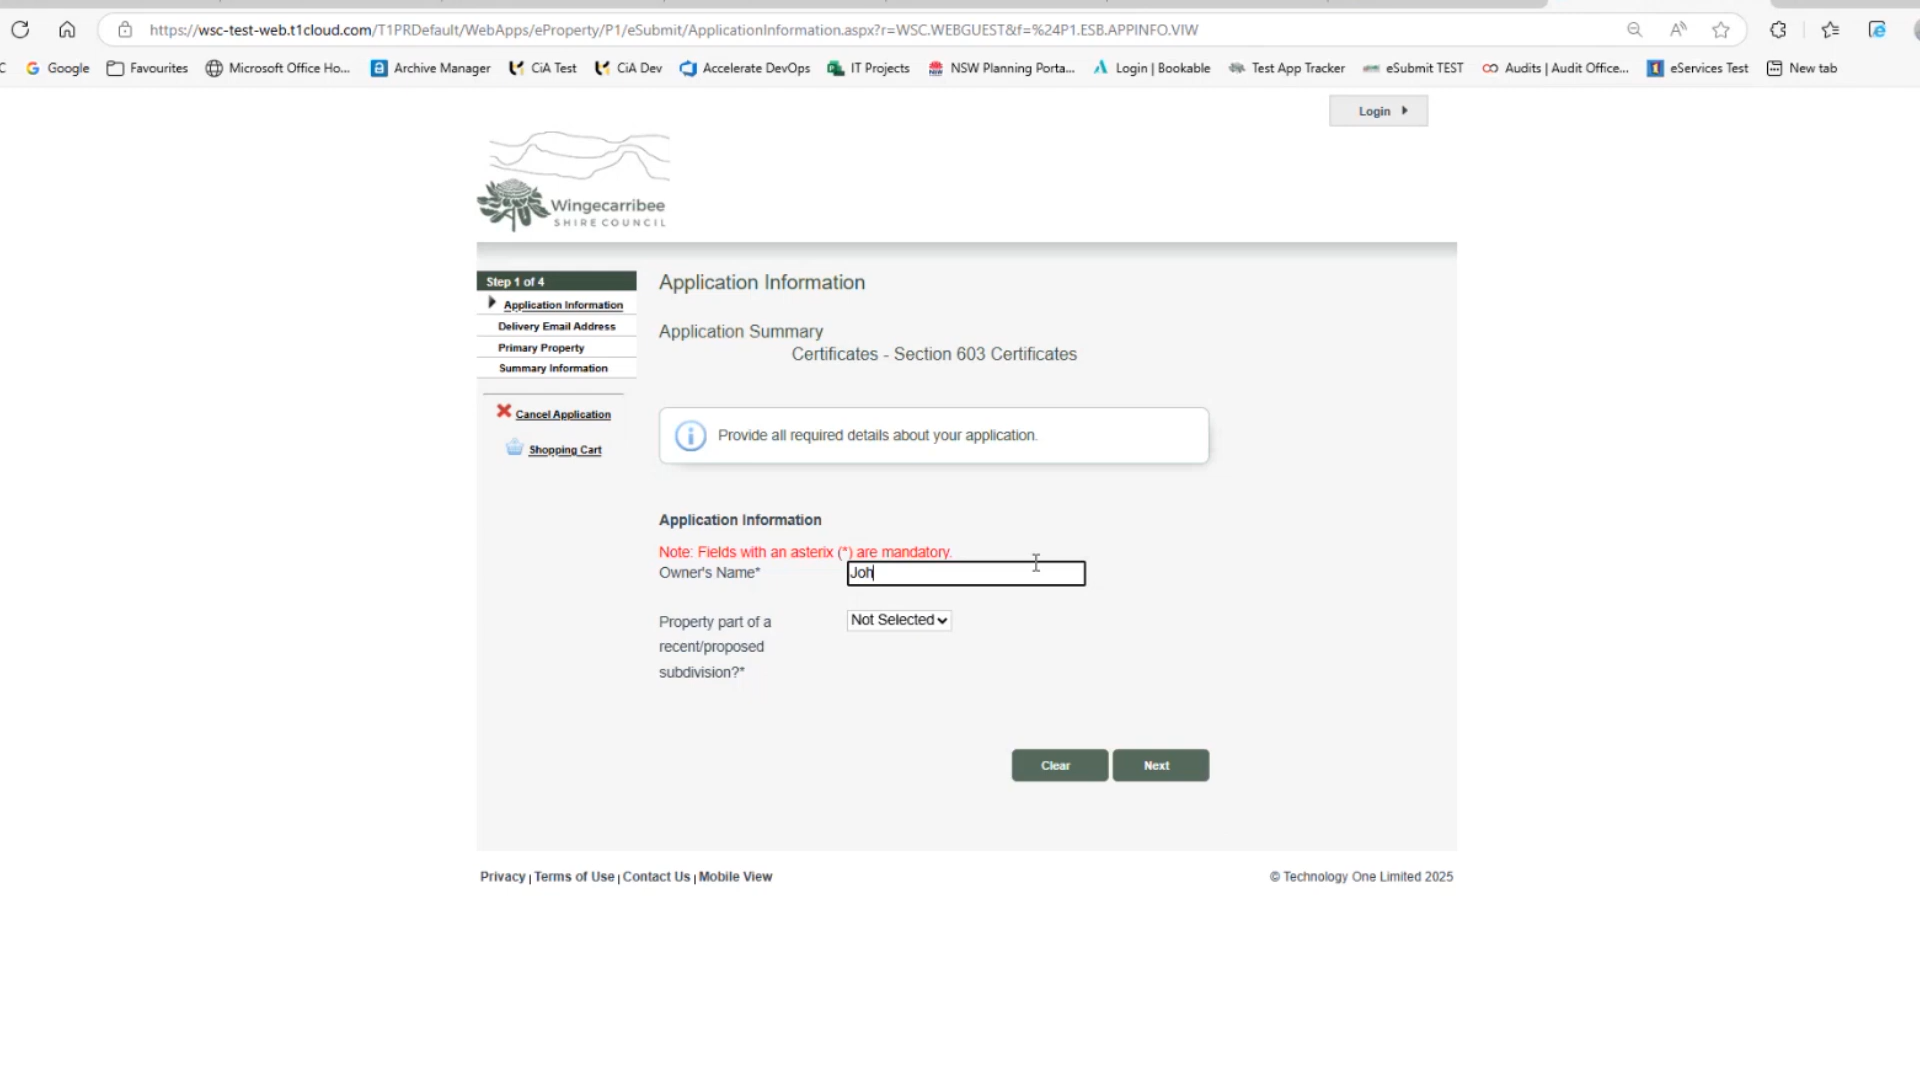 https://wsc-test-web.t1cloud.com/T1PRDefault/WebApps/eProperty/P1/eSubmit/ApplicationInformation.aspx?r=WSC.WEBGUEST&f=%24P1.ESB.APPINFO.VIW
C Google Favourites Microsoft Office Ho... Archive Manager CiA Test CiA Dev Accelerate DevOps IT Projects NSW Planning Porta... Login | Bookable Test App Tracker eSubmit TEST Audits | Audit Office... eServices Test New tab
Login
Wingecarribee
SHIRE COUNCIL
Step 1 of 4
Application Information
Delivery Email Address
Primary Property
Summary Information
Cancel Application
Shopping Cart
Application Information
Application Summary
Certificates - Section 603 Certificates
Provide all required details about your application.
Application Information
Note: Fields with an asterix (*) are mandatory.
Owner's Name* Joh
Property part of a Not Selected
recent/proposed
subdivision?*
Clear Next
Privacy | Terms of Use | Contact Us | Mobile View © Technology One Limited 2025